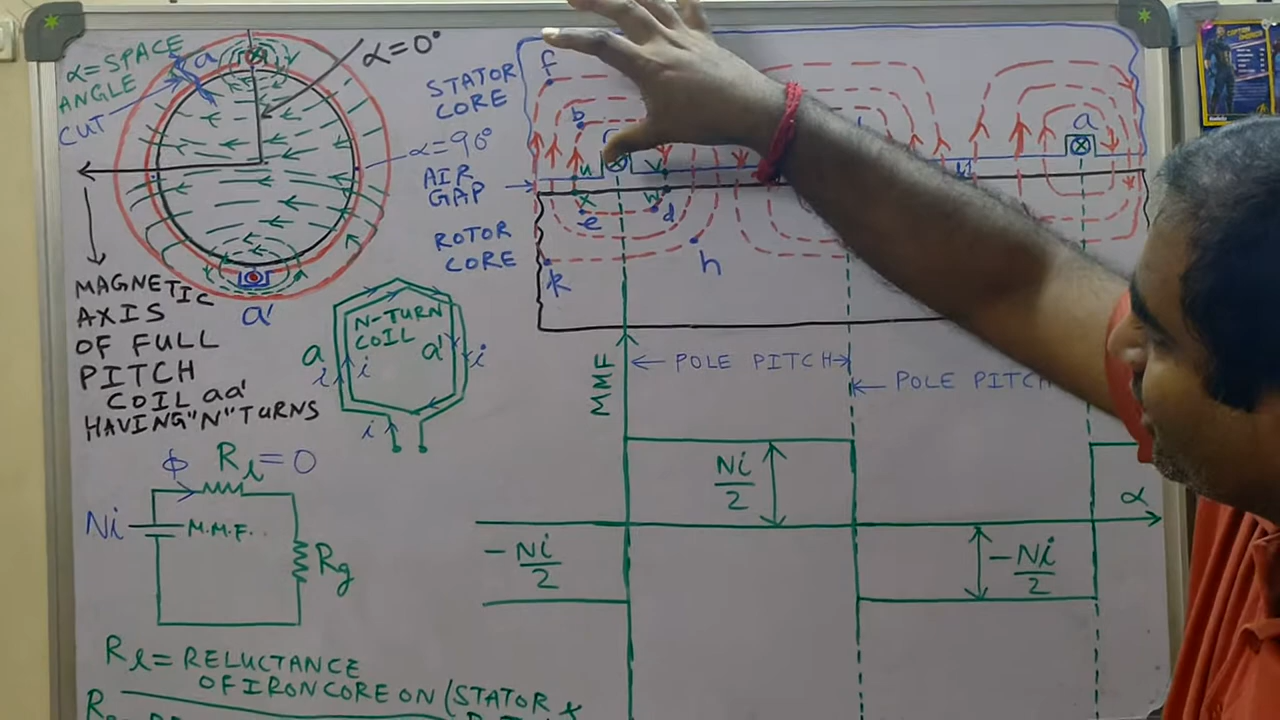 α=SPACE
ANGLE
CUT
a
α=0°
α=90°
a'
MAGNETIC
AXIS
OF FULL
PITCH
COIL aa'
HAVING "N" TURNS
N-TURN
COIL
a
a'
i
i
i
i
STATOR
CORE
AIR
GAP
ROTOR
CORE
f
b
u
v
x
w
e
d
k
h
a
MMF
POLE PITCH
POLE PITCH
Ni/2
-Ni/2
-Ni/2
α
ϕ
Rl=0
Ni
M.M.F.
Rg
Rl= RELUCTANCE
OF IRON CORE ON (STATOR &